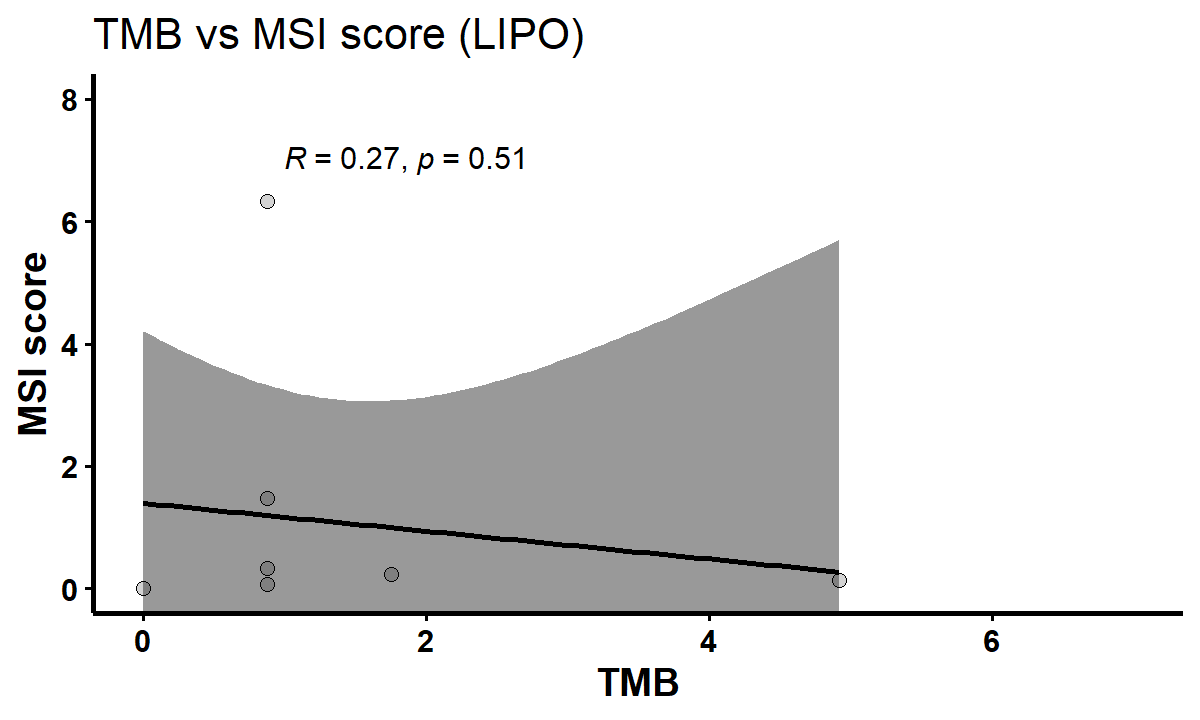 TMB vs MSI score (LIPO)
8
R = 0.27, p = 0.51
6
4
2
0
MSI score
0 2 4 6
TMB